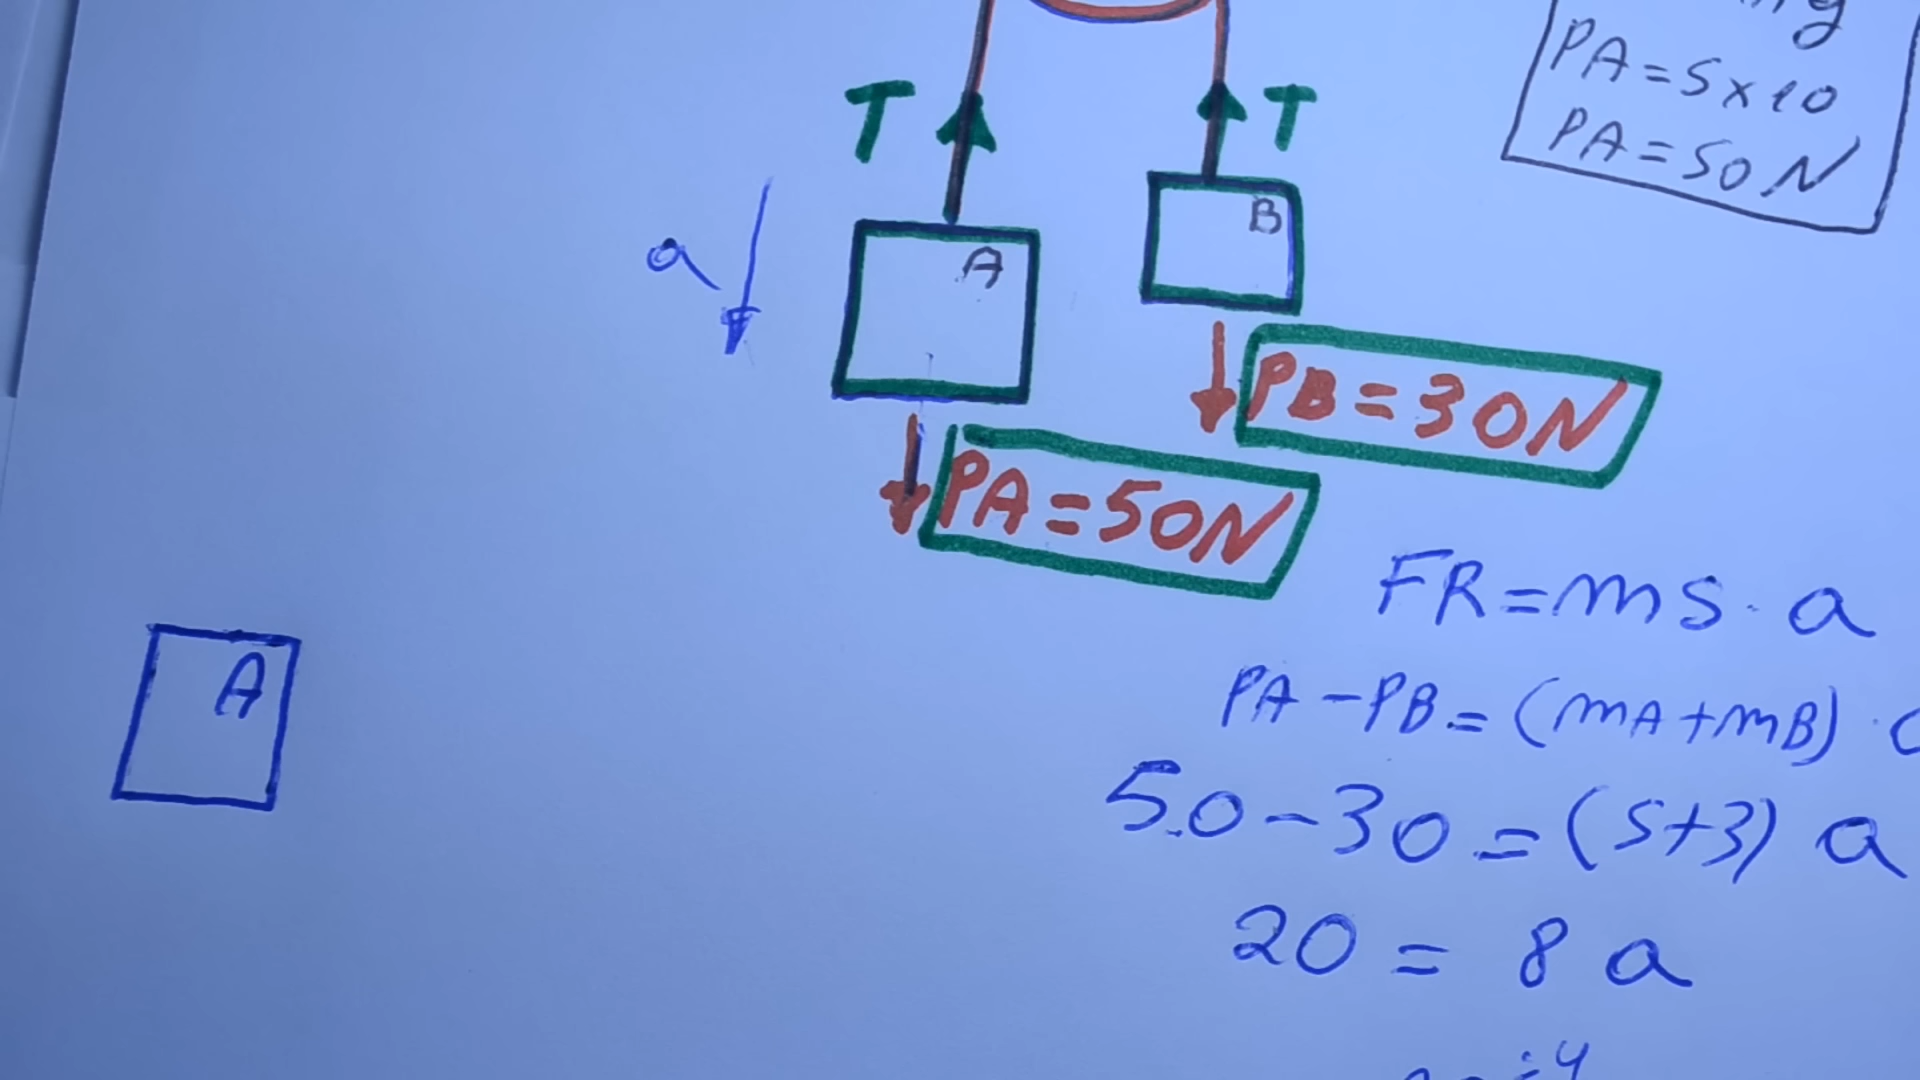 PA=5x10
PA=50N
T
T
a
B
A
PB=30N
PA=50N
FR=ms.a
PA-PB=(mA+mB).
A
50-30=(5+3)a
20=8a